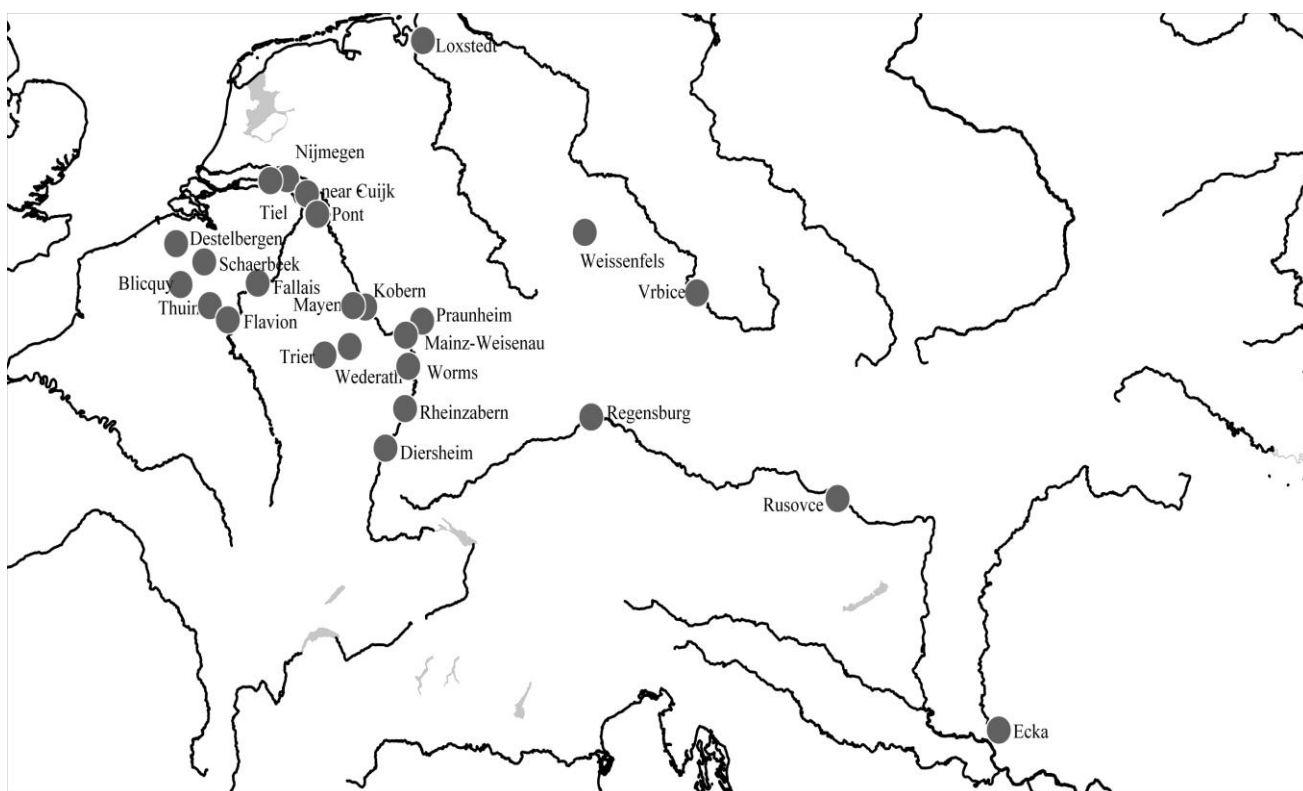 Loxstedt
Nijmegen
near Cuijk
Tiel
Pont
Destelbergen
Schaerbeek
Weissenfels
Blicquy
Fallais
Vrbice
Mayen
Kobern
Thuin
Praunheim
Flavion
Mainz-Weisenau
Trier
Wederath
Worms
Rheinzabern
Regensburg
Diersheim
Rusovce
Ecka